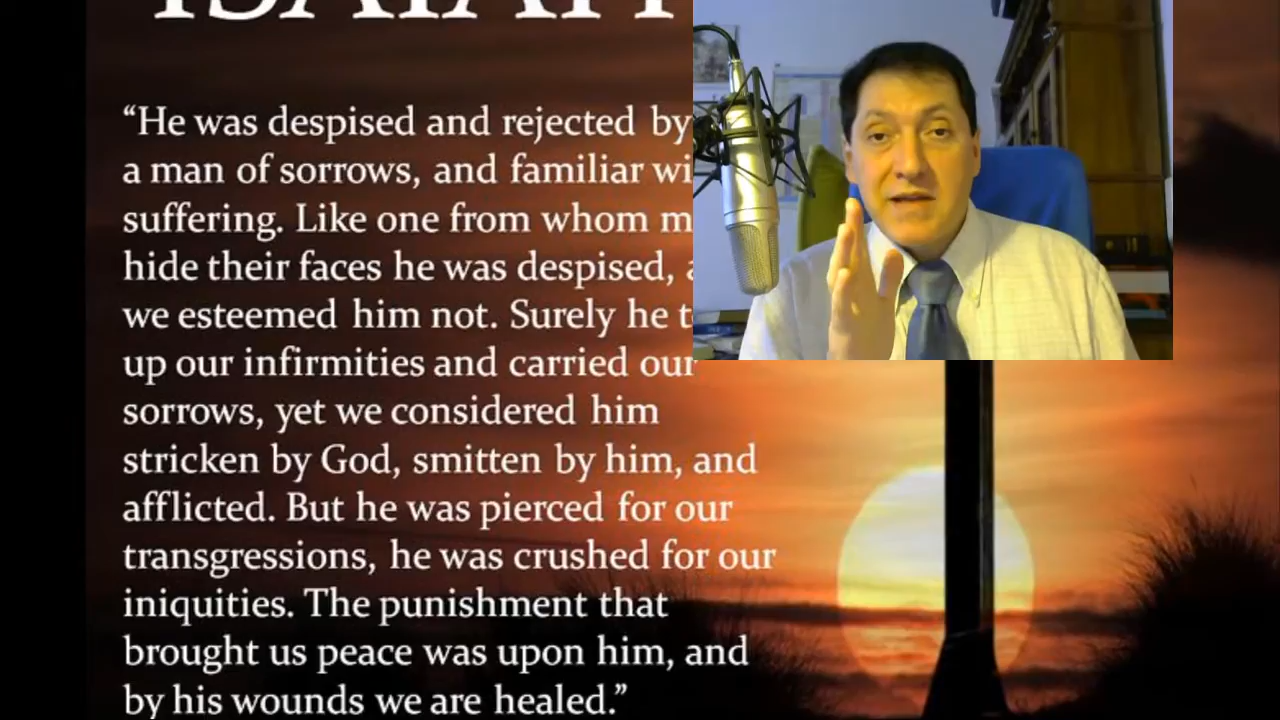 ISAIAH
“He was despised and rejected by
a man of sorrows, and familiar
suffering. Like one from whom
hide their faces he was despised,
we esteemed him not. Surely he
up our infirmities and carried our
sorrows, yet we considered him
stricken by God, smitten by him, and
afflicted. But he was pierced for our
transgressions, he was crushed for our
iniquities. The punishment that
brought us peace was upon him, and
by his wounds we are healed.”